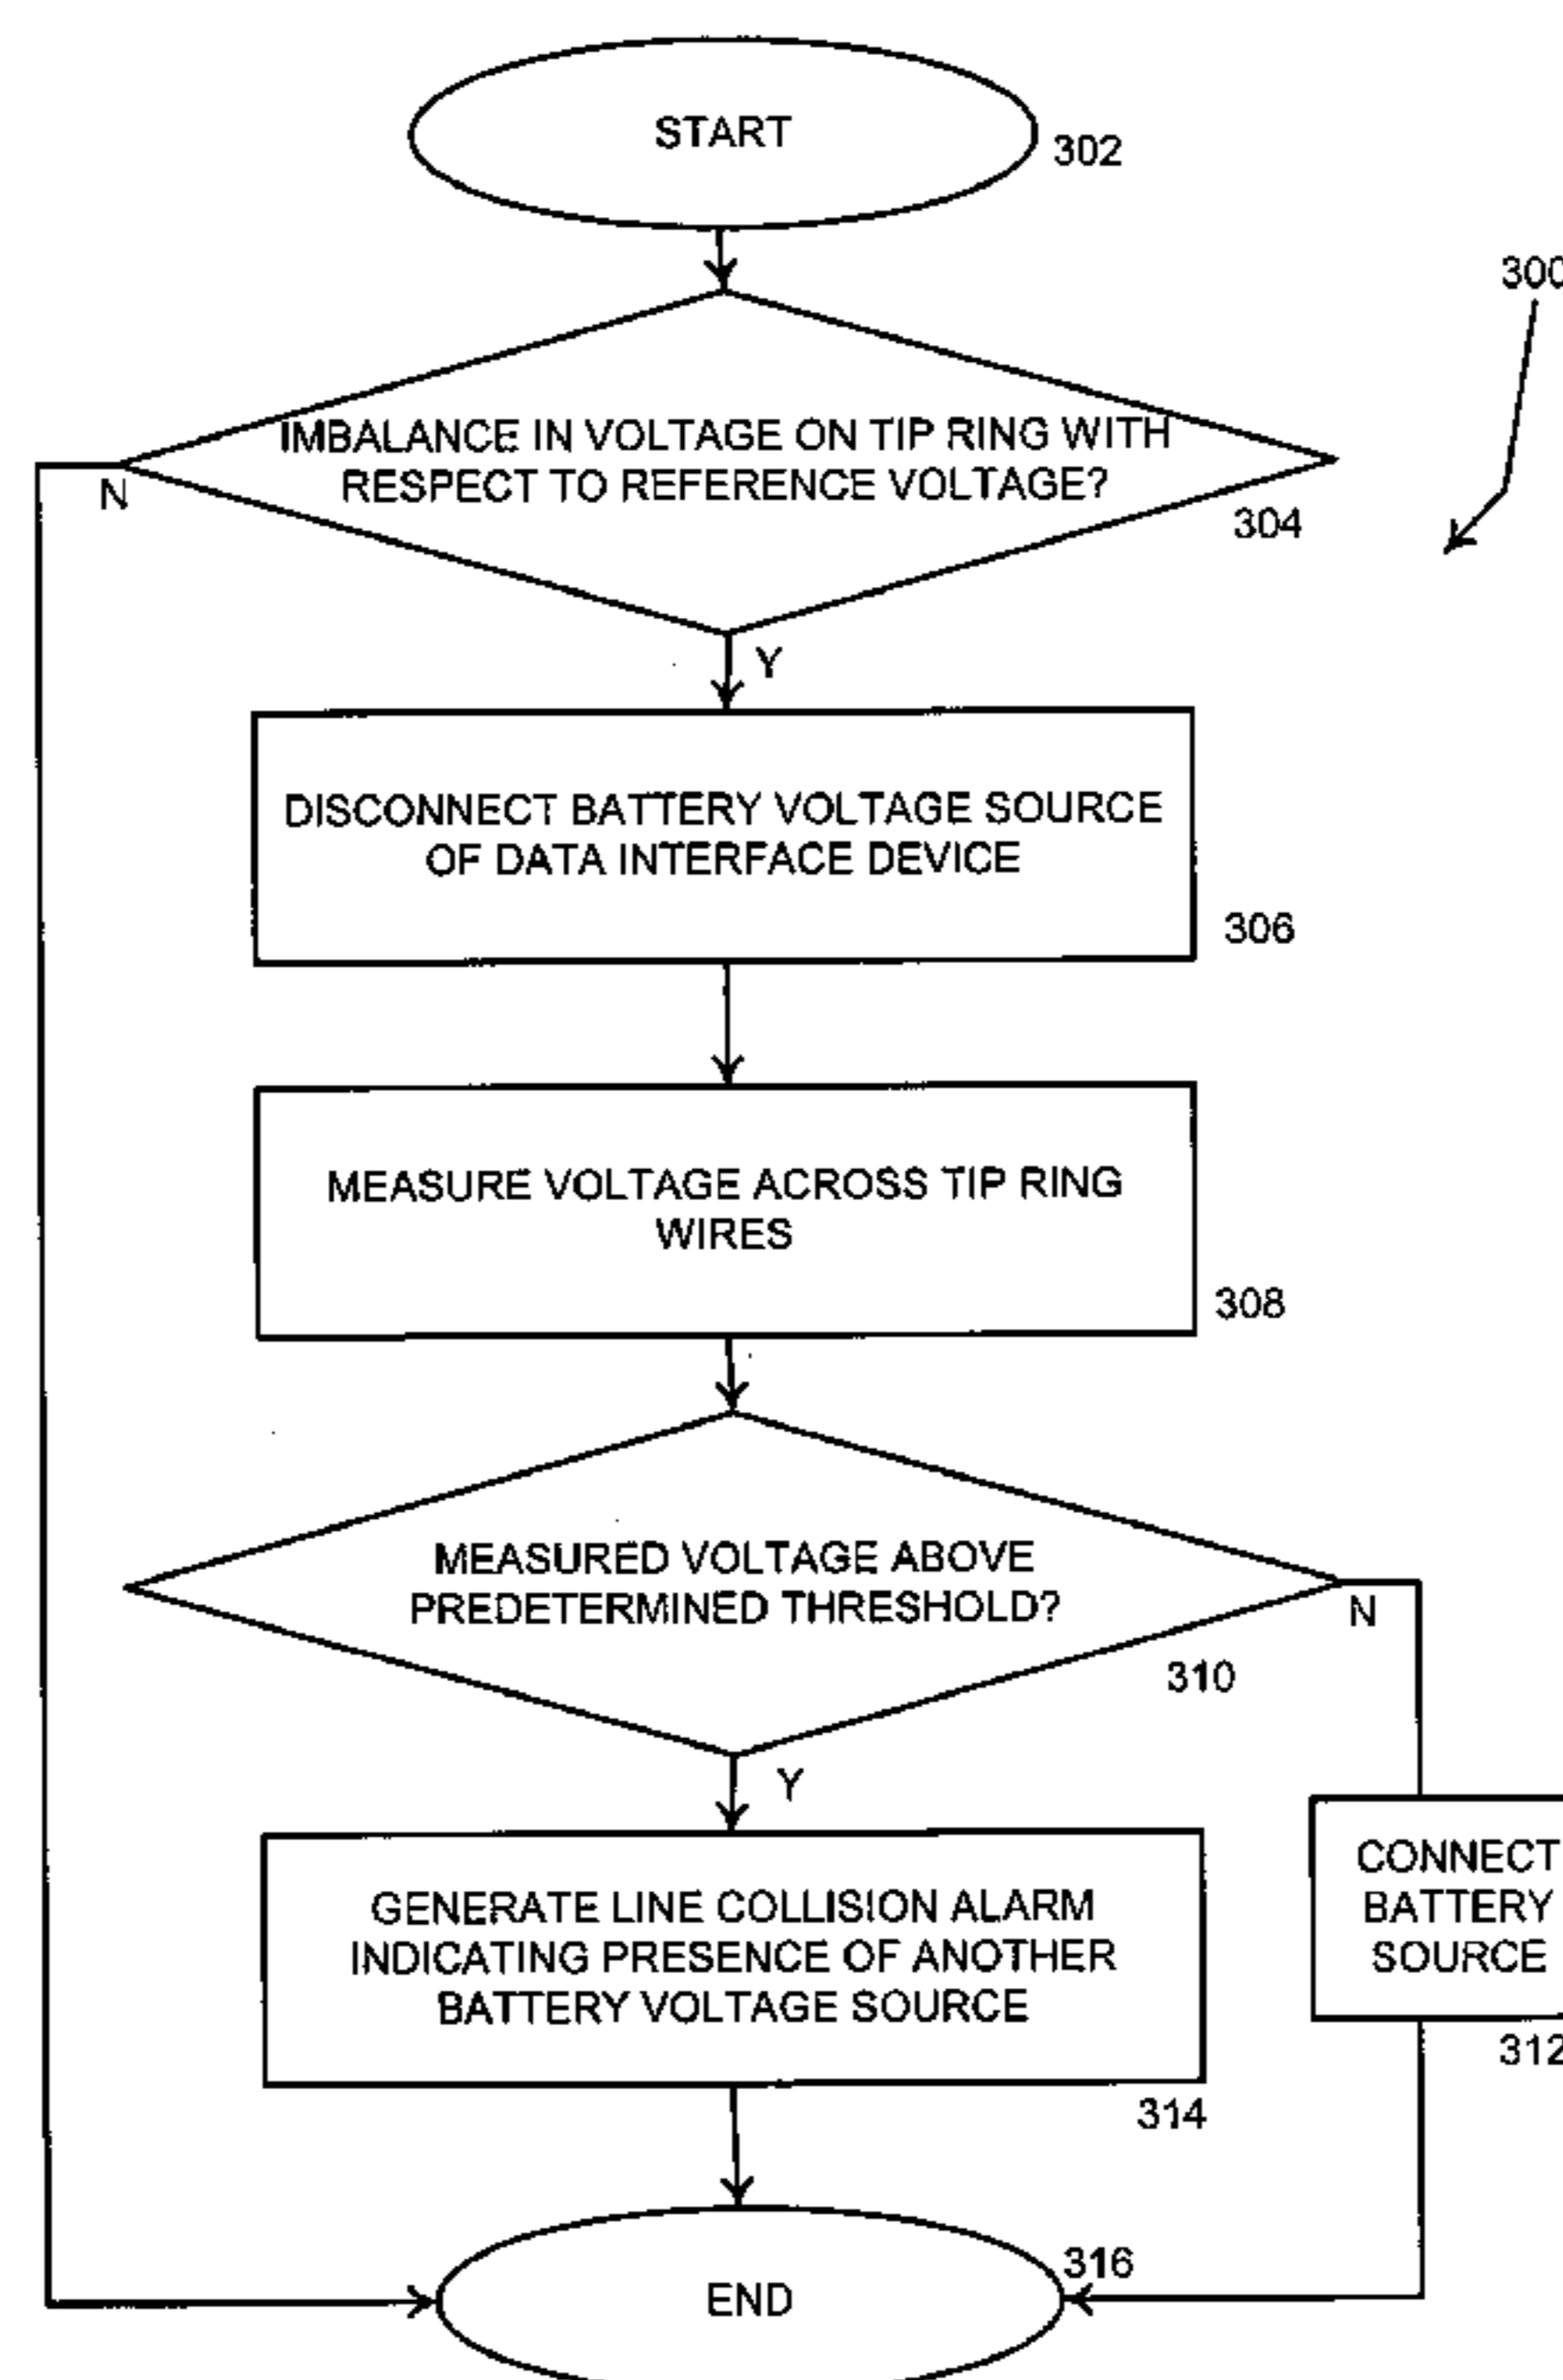 START
302
300
IMBALANCE IN VOLTAGE ON TIP RING WITH
RESPECT TO REFERENCE VOLTAGE?
N
304
Y
DISCONNECT BATTERY VOLTAGE SOURCE
OF DATA INTERFACE DEVICE
306
MEASURE VOLTAGE ACROSS TIP RING
WIRES
308
MEASURED VOLTAGE ABOVE
PREDETERMINED THRESHOLD?
N
310
Y
CONNECT
BATTERY
SOURCE
312
GENERATE LINE COLLISION ALARM
INDICATING PRESENCE OF ANOTHER
BATTERY VOLTAGE SOURCE
314
316
END